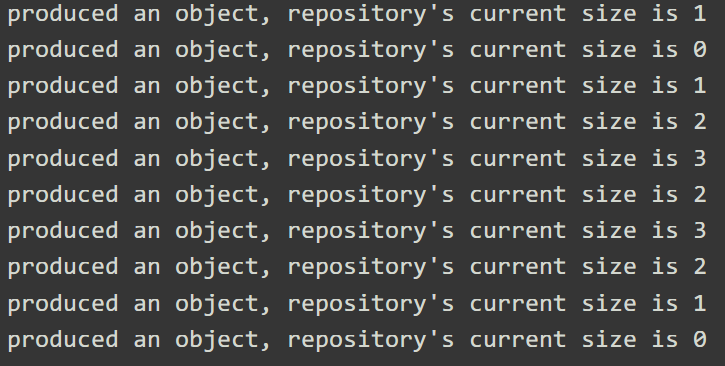 produced an object, repository's current size is 1
produced an object, repository's current size is 0
produced an object, repository's current size is 1
produced an object, repository's current size is 2
produced an object, repository's current size is 3
produced an object, repository's current size is 2
produced an object, repository's current size is 3
produced an object, repository's current size is 2
produced an object, repository's current size is 1
produced an object, repository's current size is 0